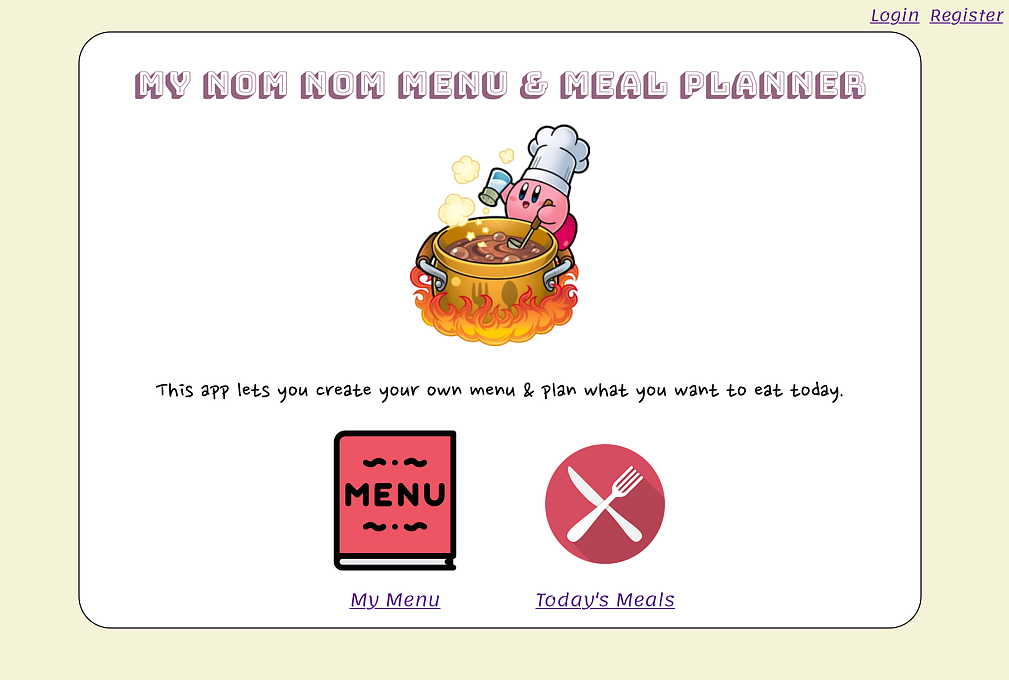 Login Register
MY NOM NOM MENU & MEAL PLANNER
This app lets you create your own menu & plan what you want to eat today.
MENU
My Menu Today's Meals